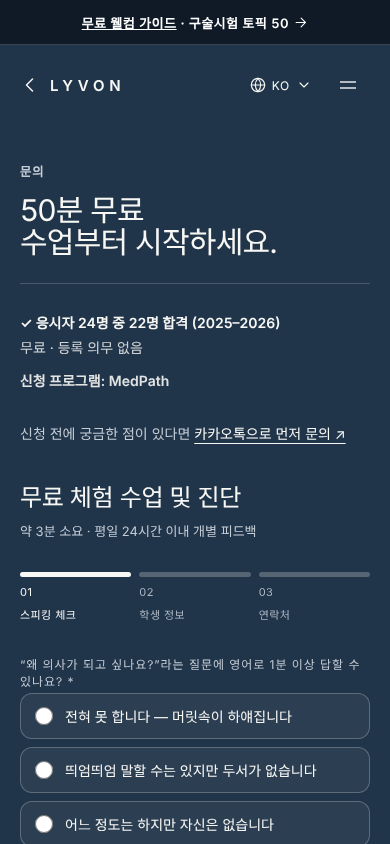 무료 웰컴 가이드 · 구술시험 토픽 50 →
LYVON
KO
문의
50분 무료
수업부터 시작하세요.
✓ 응시자 24명 중 22명 합격 (2025–2026)
무료 · 등록 의무 없음
신청 프로그램: MedPath
신청 전에 궁금한 점이 있다면 카카오톡으로 먼저 문의 ↗
무료 체험 수업 및 진단
약 3분 소요 · 평일 24시간 이내 개별 피드백
01 02 03
스피킹 체크 학생 정보 연락처
“왜 의사가 되고 싶나요?”라는 질문에 영어로 1분 이상 답할 수
있나요? *
전혀 못 합니다 — 머릿속이 하얘집니다
띄엄띄엄 말할 수는 있지만 두서가 없습니다
어느 정도는 하지만 자신은 없습니다